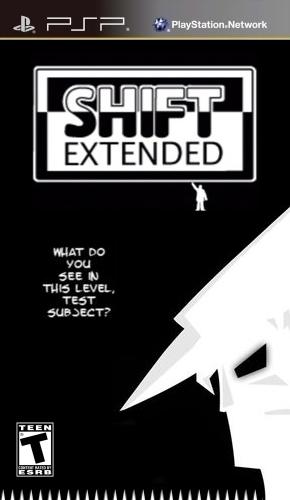 PSP PlayStation®Network
SHIFT
EXTENDED
WHAT DO
YOU
SEE IN
THIS LEVEL,
TEST
SUBJECT?
TEEN
T
CONTENT RATED BY
ESRB